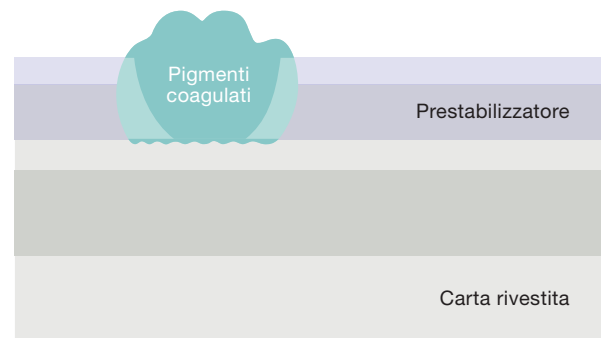 Pigmenti
coagulati
Prestabilizzatore
Carta rivestita